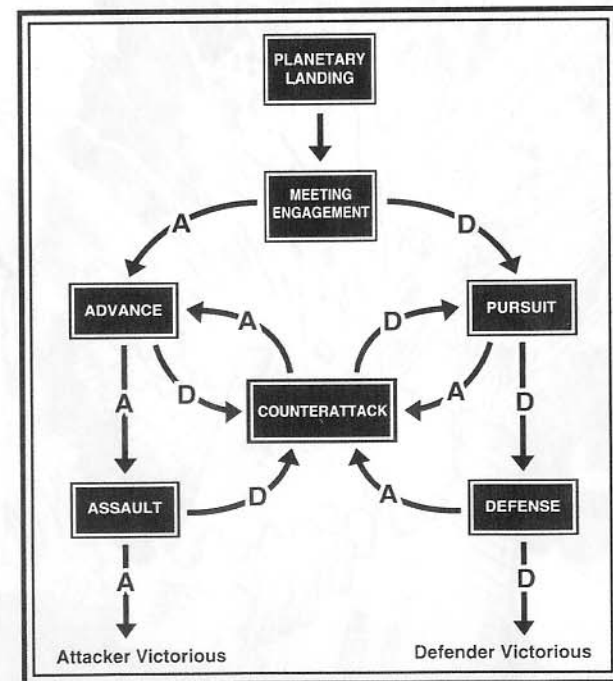 PLANETARY
LANDING
MEETING
ENGAGEMENT
A
D
ADVANCE
PURSUIT
A
D
A
D
COUNTERATTACK
A
D
ASSAULT
D
A
DEFENSE
A
D
Attacker Victorious
Defender Victorious